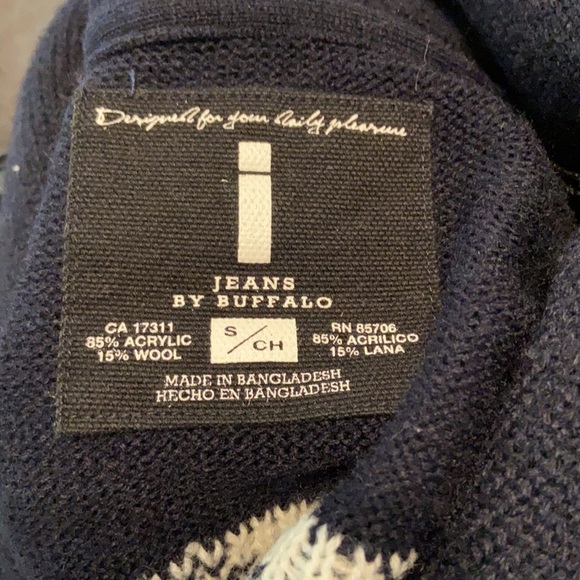 Designed for your daily pleasure
i
JEANS
BY BUFFALO
CA 17311
85% ACRYLIC
15% WOOL
S/CH
RN 85706
85% ACRILICO
15% LANA
MADE IN BANGLADESH
HECHO EN BANGLADESH